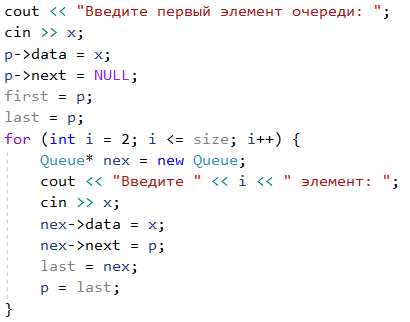 cout << "Введите первый элемент очереди: ";
cin >> x;
p->data = x;
p->next = NULL;
first = p;
last = p;
for (int i = 2; i <= size; i++) {
Queue* nex = new Queue;
cout << "Введите " << i << " элемент: ";
cin >> x;
nex->data = x;
nex->next = p;
last = nex;
p = last;
}